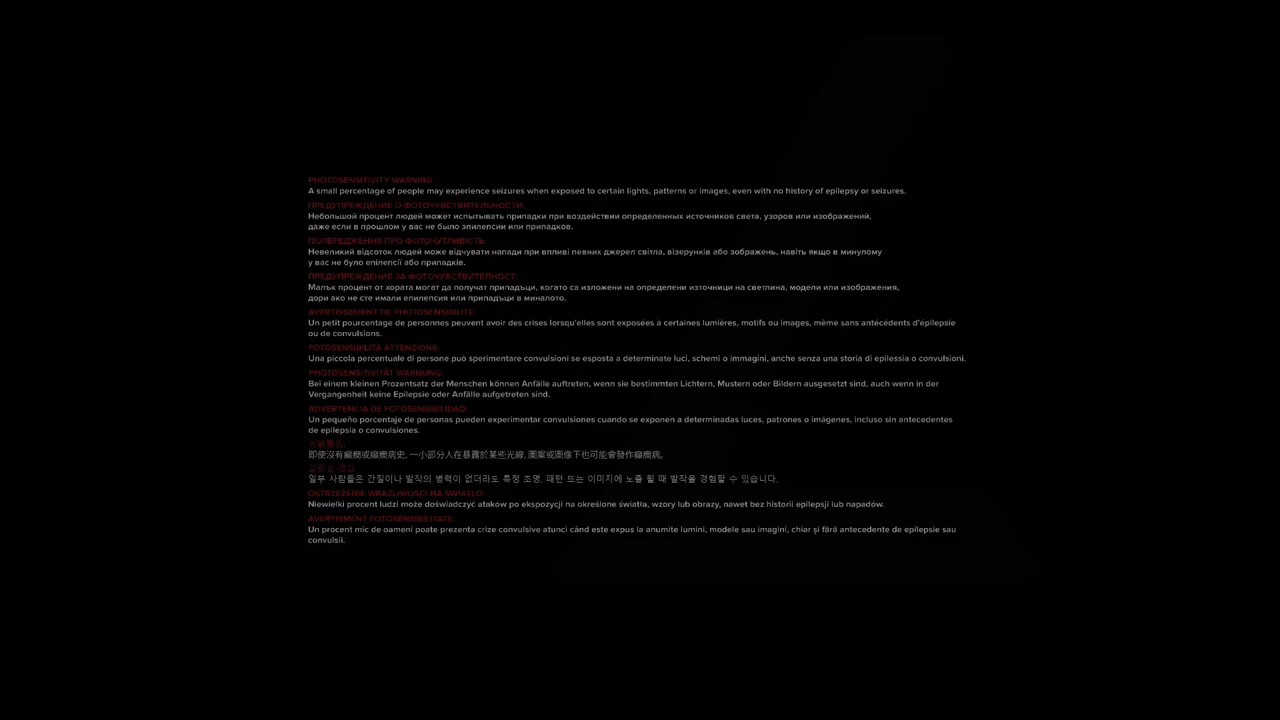 PHOTOSENSITIVITY WARNING
A small percentage of people may experience seizures when exposed to certain lights, patterns or images, even with no history of epilepsy or seizures.
ПРЕДУПРЕЖДЕНИЕ О ФОТОЧУВСТВИТЕЛЬНОСТИ:
Небольшой процент людей может испытывать припадки при воздействии определенных источников света, узоров или изображений,
даже если в прошлом у вас не было эпилепсии или припадков.
ПОПЕРЕДЖЕННЯ ПРО ФОТОЧУТЛИВІСТЬ:
Невеликий відсоток людей може відчувати напади при впливі певних джерел світла, візерунків або зображень, навіть якщо в минулому
у вас не було епілепсії або припадків.
ПРЕДУПРЕЖДЕНИЕ ЗА ФОТОЧУВСТВИТЕЛНОСТ:
Малък процент от хората могат да получат припадъци, когато са изложени на определени източници на светлина, модели или изображения,
дори ако не сте имали епилепсия или припадъци в миналото.
AVERTISSEMENT DE PHOTOSENSIBILITÉ
Un petit pourcentage de personnes peuvent avoir des crises lorsqu'elles sont exposées à certaines lumières, motifs ou images, même sans antécédents d'épilepsie
ou de convulsions.
FOTOSENSIBILITÀ ATTENZIONE:
Una piccola percentuale di persone può sperimentare convulsioni se esposta a determinate luci, schemi o immagini, anche senza una storia di epilessia o convulsioni.
PHOTOSENSITIVITÄT WARNUNG:
Bei einem kleinen Prozentsatz der Menschen können Anfälle auftreten, wenn sie bestimmten Lichtern, Mustern oder Bildern ausgesetzt sind, auch wenn in der
Vergangenheit keine Epilepsie oder Anfälle aufgetreten sind.
ADVERTENCIA DE FOTOSENSIBILIDAD:
Un pequeño porcentaje de personas pueden experimentar convulsiones cuando se exponen a determinadas luces, patrones o imágenes, incluso sin antecedentes
de epilepsia o convulsiones.
光敏警告:
即便沒有癲癇或癲癇病史, 一小部分人在暴露於某些光線, 圖案或圖像下也可能會發作癲癇病。
일부 사람들은 간질이나 발작의 병력이 없더라도 특정 조명, 패턴 또는 이미지에 노출 될 때 발작을 경험할 수 있습니다.
OSTRZEŻENIE WRAŻLIWOŚCI NA ŚWIATŁO:
Niewielki procent ludzi może doświadczyć ataków po ekspozycji na określone światła, wzory lub obrazy, nawet bez historii epilepsji lub napadów.
AVERTISMENT FOTOSENSIBILITATE:
Un procent mic de oameni poate prezenta crize convulsive atunci când este expus la anumite lumini, modele sau imagini, chiar și fără antecedente de epilepsie sau
convulsii.